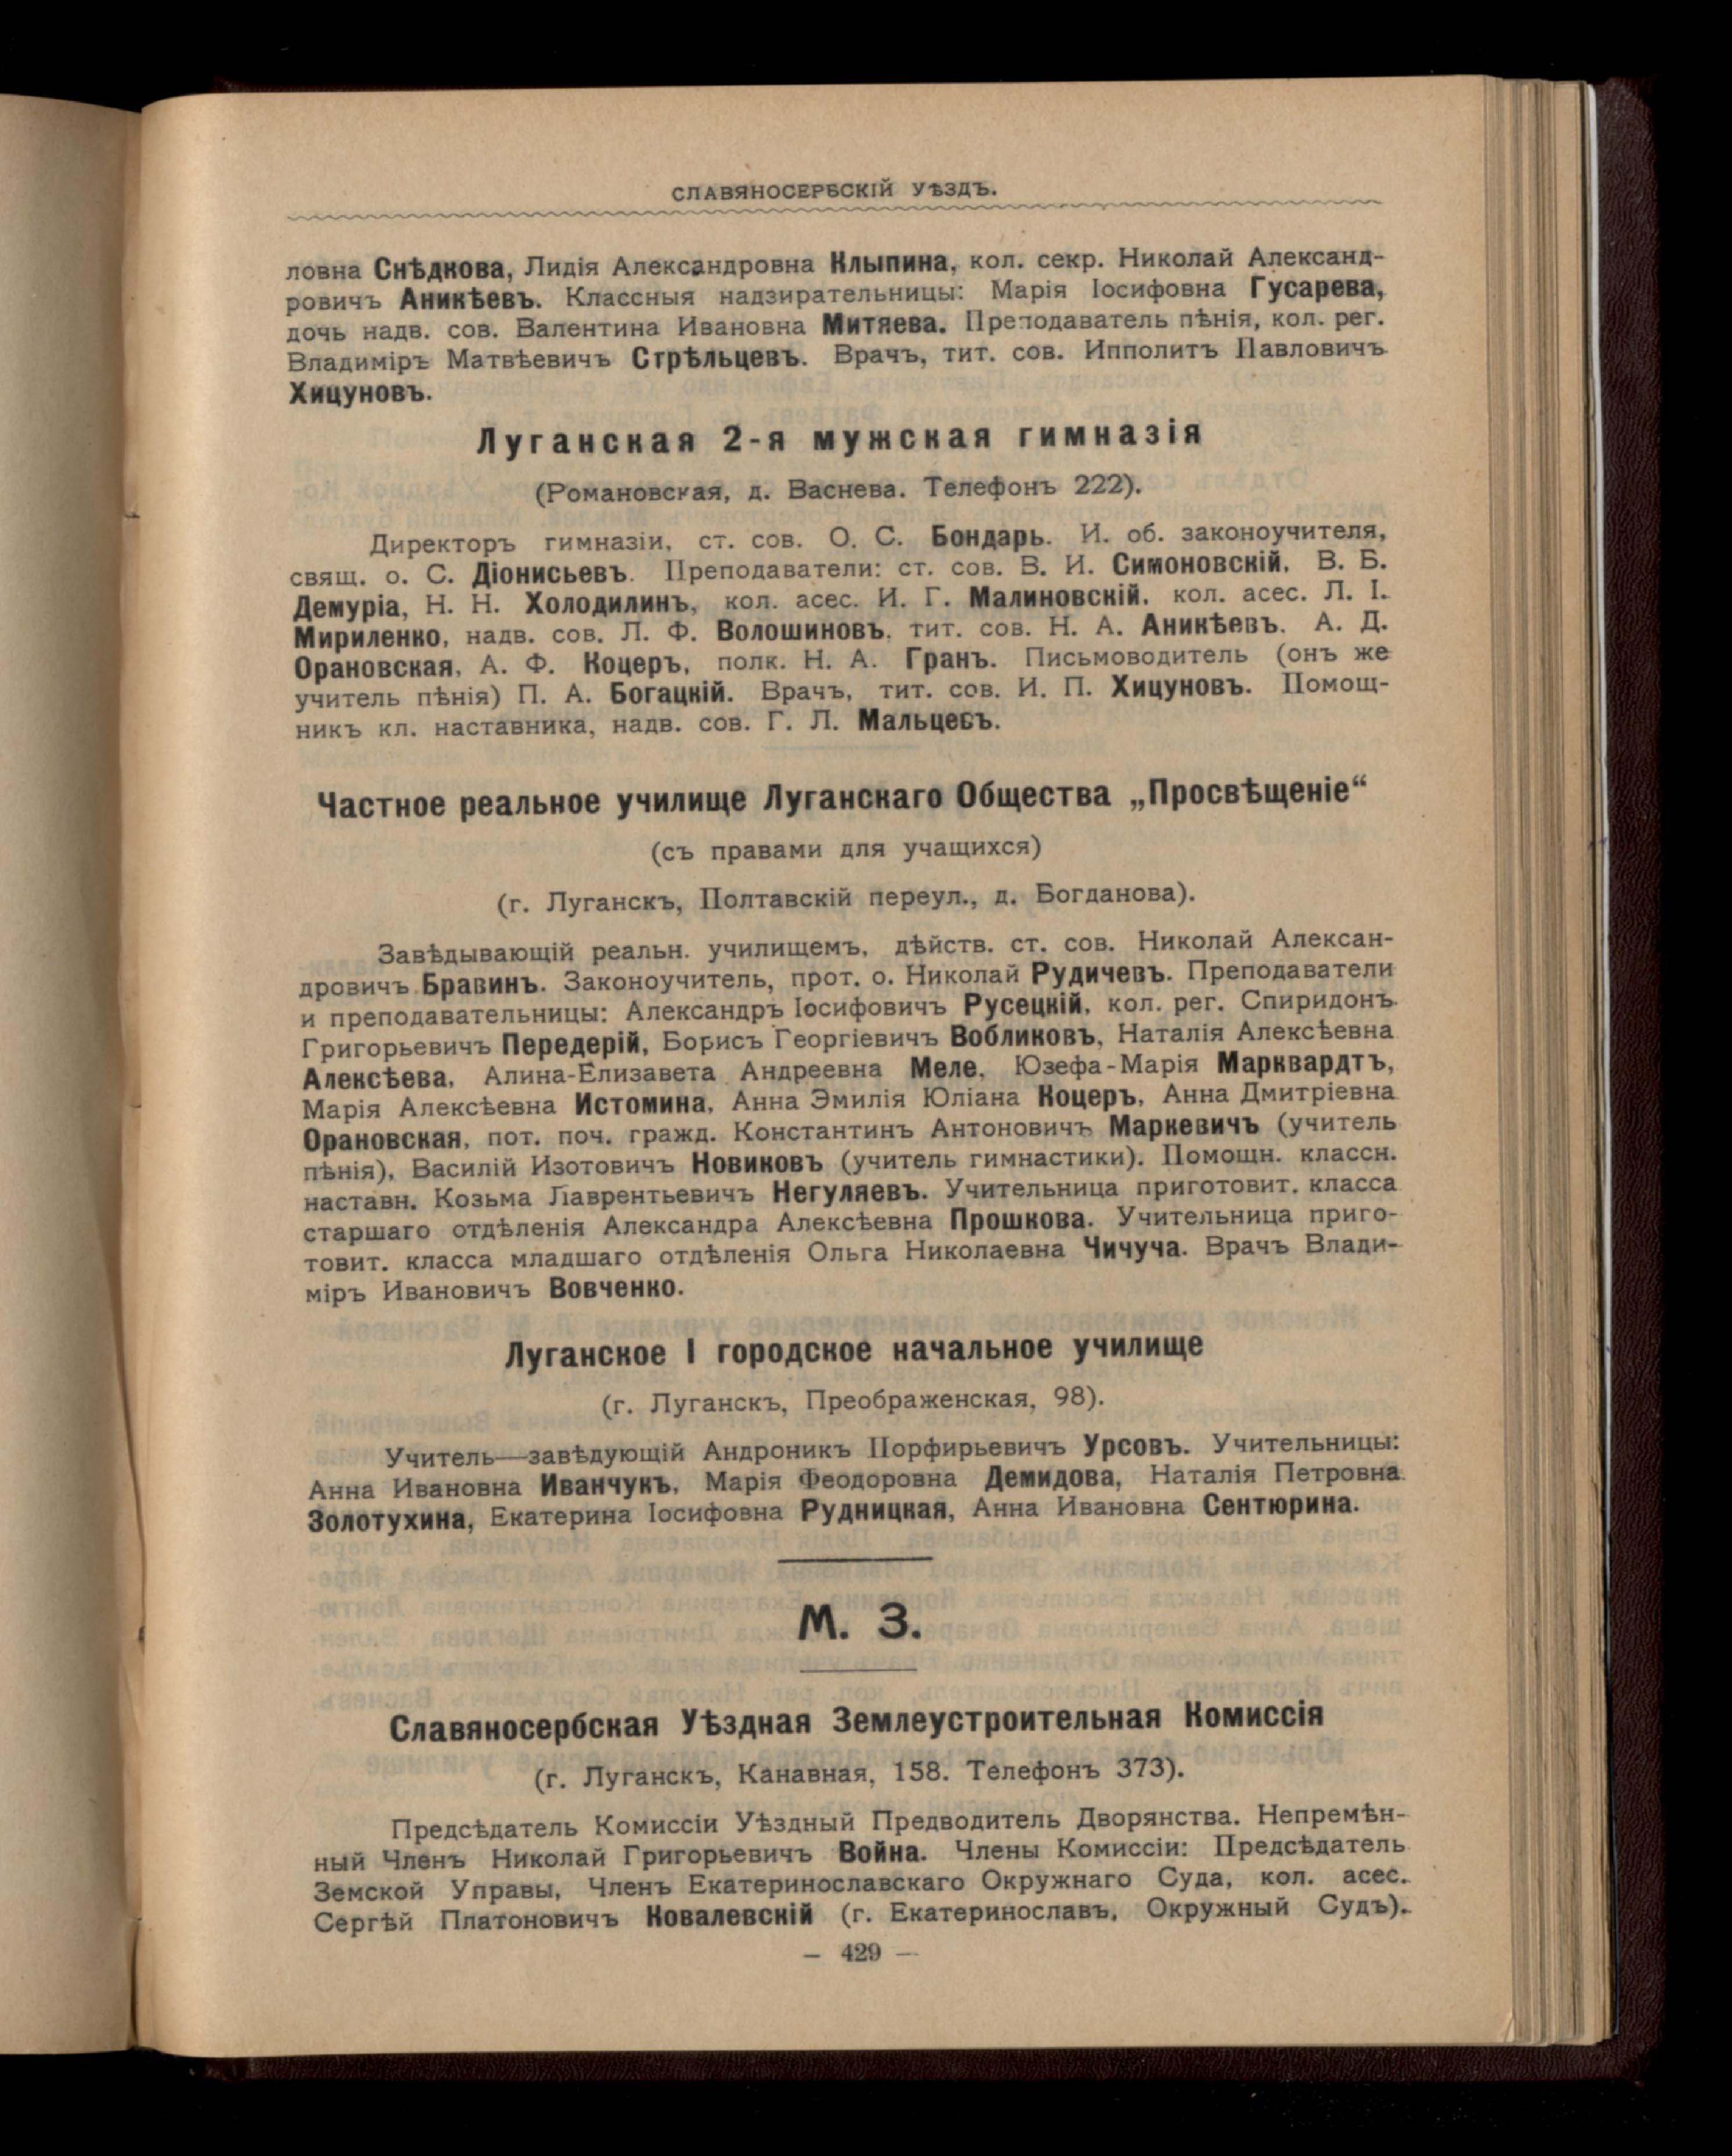 СЛАВЯНОСЕРБСКІЙ УѢЗДЪ.
ловна Снѣдкова, Лидія Александровна Клыпина, кол. секр. Николай Александ-
ровичъ Аникѣевъ. Классныя надзирательницы: Марія Іосифовна Гусарева,
дочь надв. сов. Валентина Ивановна Митяева. Преподаватель пѣнія, кол. рег.
Владиміръ Матвѣевичъ Стрѣльцевъ. Врачъ, тит. сов. Ипполитъ Павловичъ
Хицуновъ.
Луганская 2-я мужская гимназія
(Романовская, д. Васнева. Телефонъ 222).
Директоръ гимназіи, ст. сов. О. С. Бондарь. И. об. законоучителя,
свящ. о. С. Діонисьевъ. Преподаватели: ст. сов. В. И. Симоновскій, В. Б.
Демуріа, Н. Н. Холодилинъ, кол. асес. И. Г. Малиновскій, кол. асес. Л. І.
Мириленко, надв. сов. Л. Ф. Волошиновъ, тит. сов. Н. А. Аникѣевъ. А. Д.
Орановская, А. Ф. Коцеръ, полк. Н. А. Гранъ. Письмоводитель (онъ же
учитель пѣнія) П. А. Богацкій. Врачъ, тит. сов. И. П. Хицуновъ. Помощ-
никъ кл. наставника, надв. сов. Г. Л. Мальцевъ.
Частное реальное училище Луганскаго Общества „Просвѣщеніе“
(съ правами для учащихся)
(г. Луганскъ, Полтавскій переул., д. Богданова).
Завѣдывающій реальн. училищемъ, дѣйств. ст. сов. Николай Алексан-
дровичъ Бравинъ. Законоучитель, прот. о. Николай Рудичевъ. Преподаватели
и преподавательницы: Александръ Іосифовичъ Русецкій, кол. рег. Спиридонъ
Григорьевичъ Передерій, Борисъ Георгіевичъ Вобликовъ, Наталія Алексѣевна
Алексѣева, Алина-Елизавета Андреевна Меле, Юзефа-Марія Марквардтъ,
Марія Алексѣевна Истомина, Анна Эмилія Юліана Коцеръ, Анна Дмитріевна
Орановская, пот. поч. гражд. Константинъ Антоновичъ Маркевичъ (учитель
пѣнія), Василій Изотовичъ Новиковъ (учитель гимнастики). Помощн. классн.
наставн. Козьма Лаврентьевичъ Негуляевъ. Учительница приготовит. класса
старшаго отдѣленія Александра Алексѣевна Прошкова. Учительница приго-
товит. класса младшаго отдѣленія Ольга Николаевна Чичуча. Врачъ Влади-
міръ Ивановичъ Вовченко.
Луганское I городское начальное училище
(г. Луганскъ, Преображенская, 98).
Учитель—завѣдующій Андроникъ Порфирьевичъ Урсовъ. Учительницы:
Анна Ивановна Иванчукъ, Марія Феодоровна Демидова, Наталія Петровна
Золотухина, Екатерина Іосифовна Рудницкая, Анна Ивановна Сентюрина.
М. З.
Славяносербская Уѣздная Землеустроительная Комиссія
(г. Луганскъ, Канавная, 158. Телефонъ 373).
Предсѣдатель Комиссіи Уѣздный Предводитель Дворянства. Непремѣн-
ный Членъ Николай Григорьевичъ Война. Члены Комиссіи: Предсѣдатель
Земской Управы, Членъ Екатеринославскаго Окружнаго Суда, кол. асес.
Сергѣй Платоновичъ Ковалевскій (г. Екатеринославъ, Окружный Судъ).
— 429 —